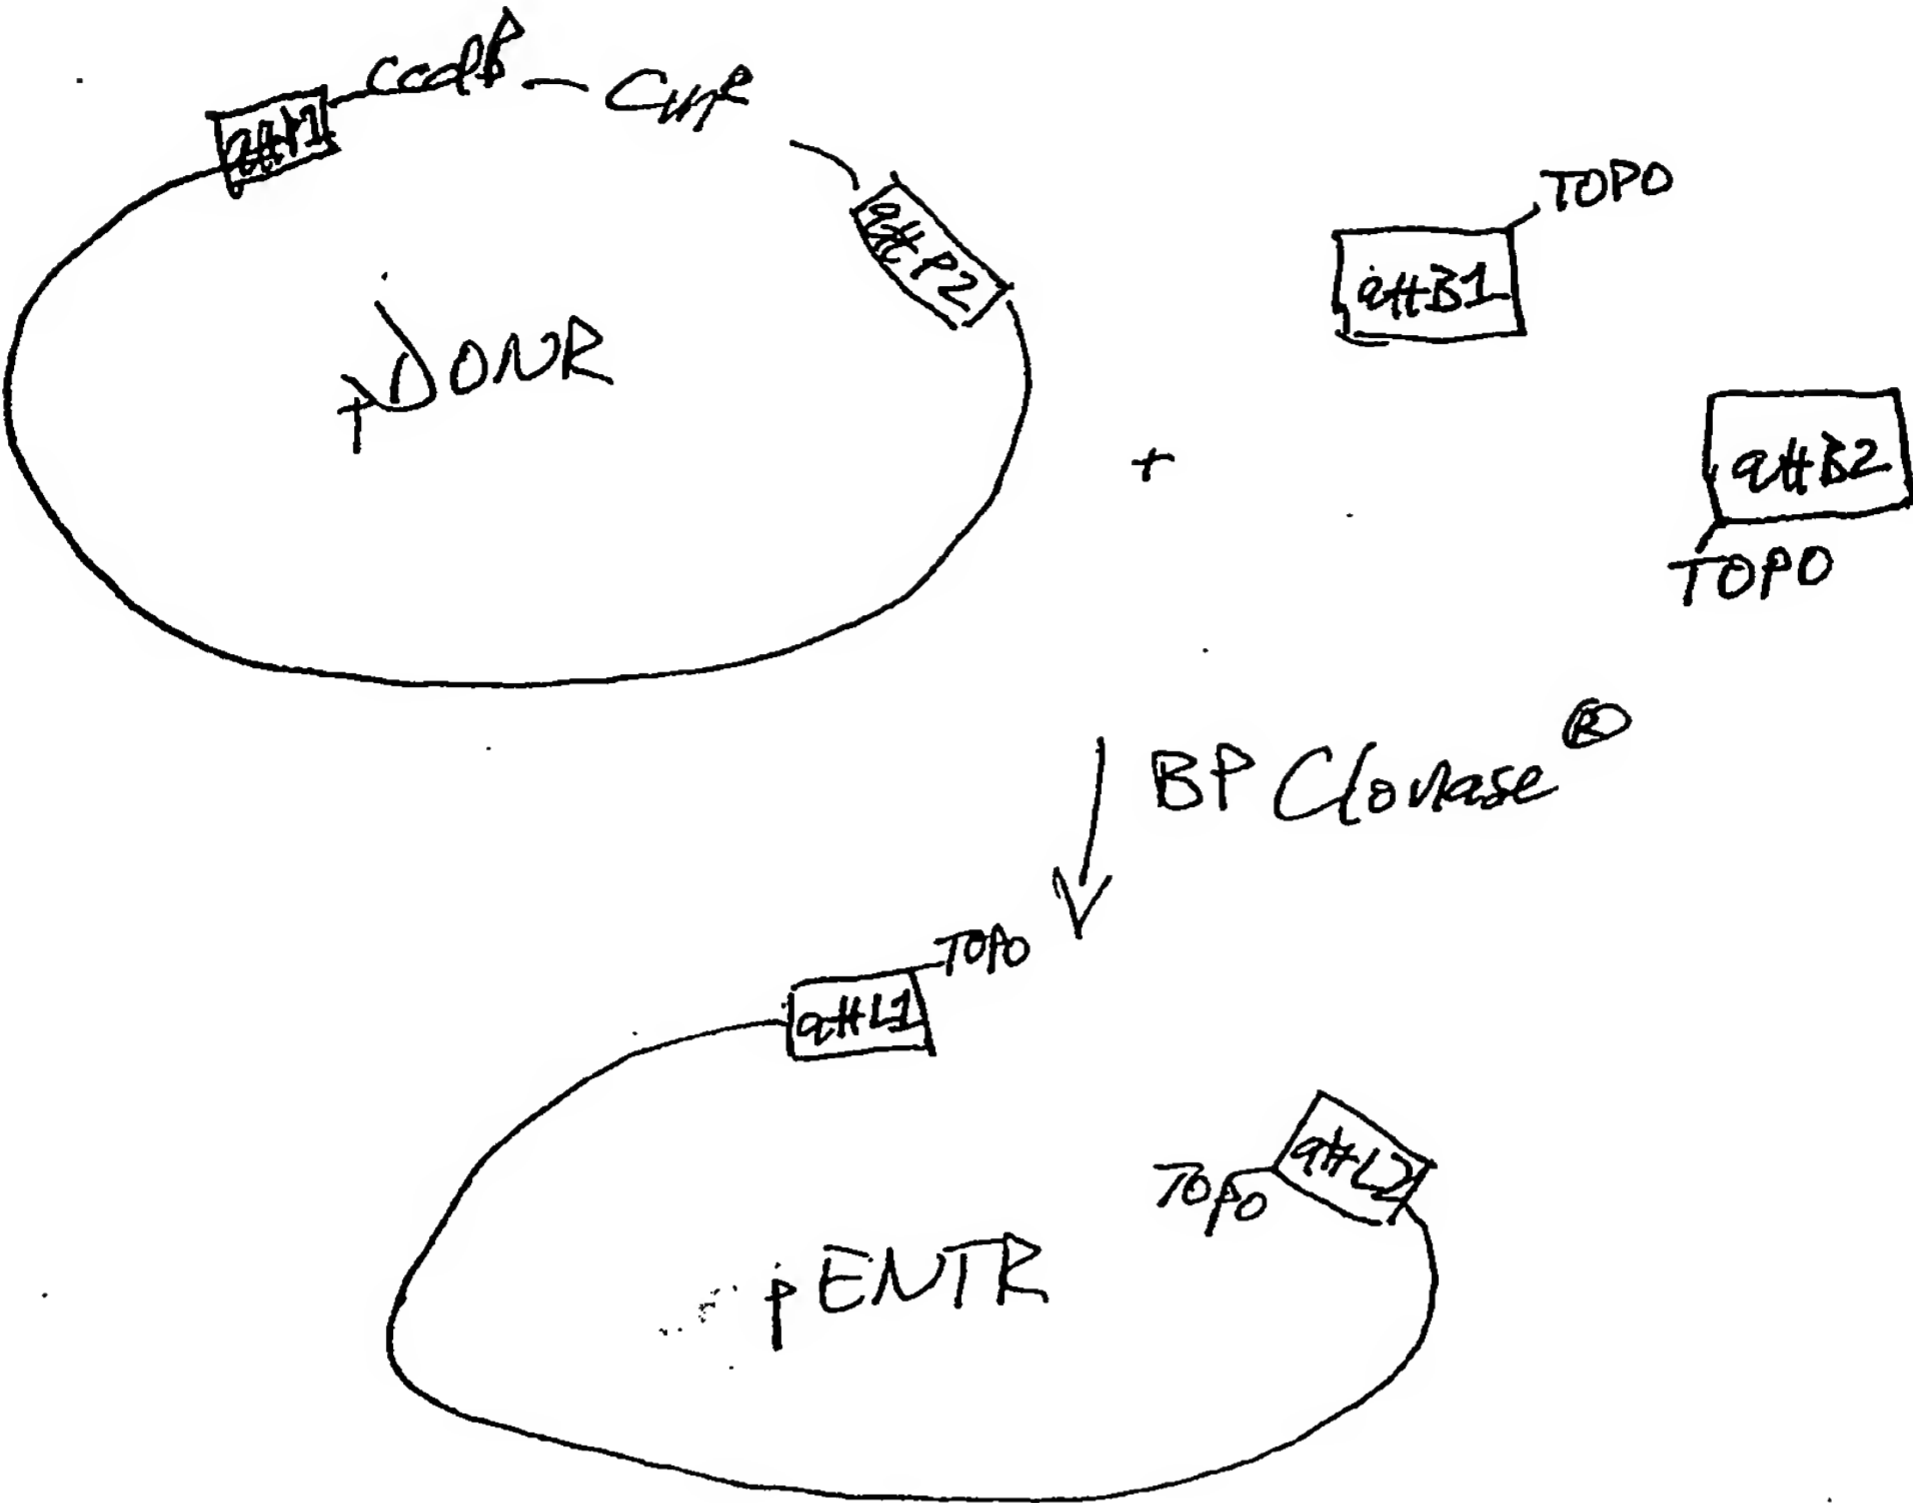 ccdB — CmR
attP1
attP2
pDONR
+
TOPO
attB1
attB2
TOPO
BP Clonase®
TOPO
attL1
attL2
TOPO
pENTR